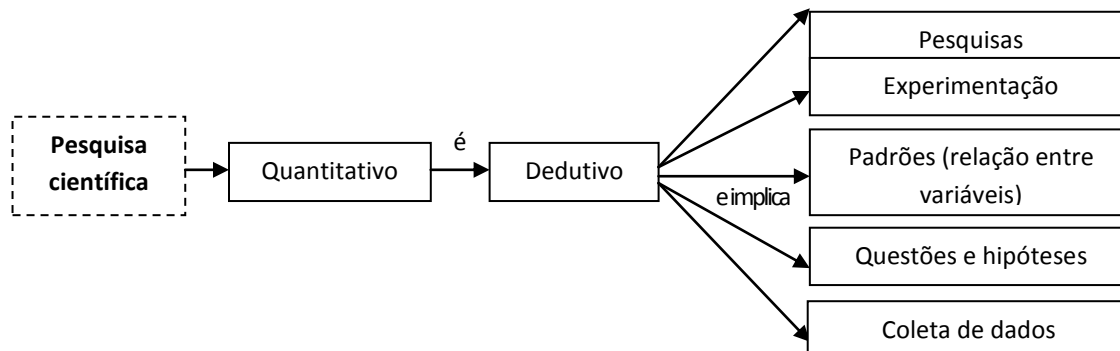 Pesquisa
científica
Quantitativo
é
Dedutivo
e implica
Pesquisas
Experimentação
Padrões (relação entre
variáveis)
Questões e hipóteses
Coleta de dados